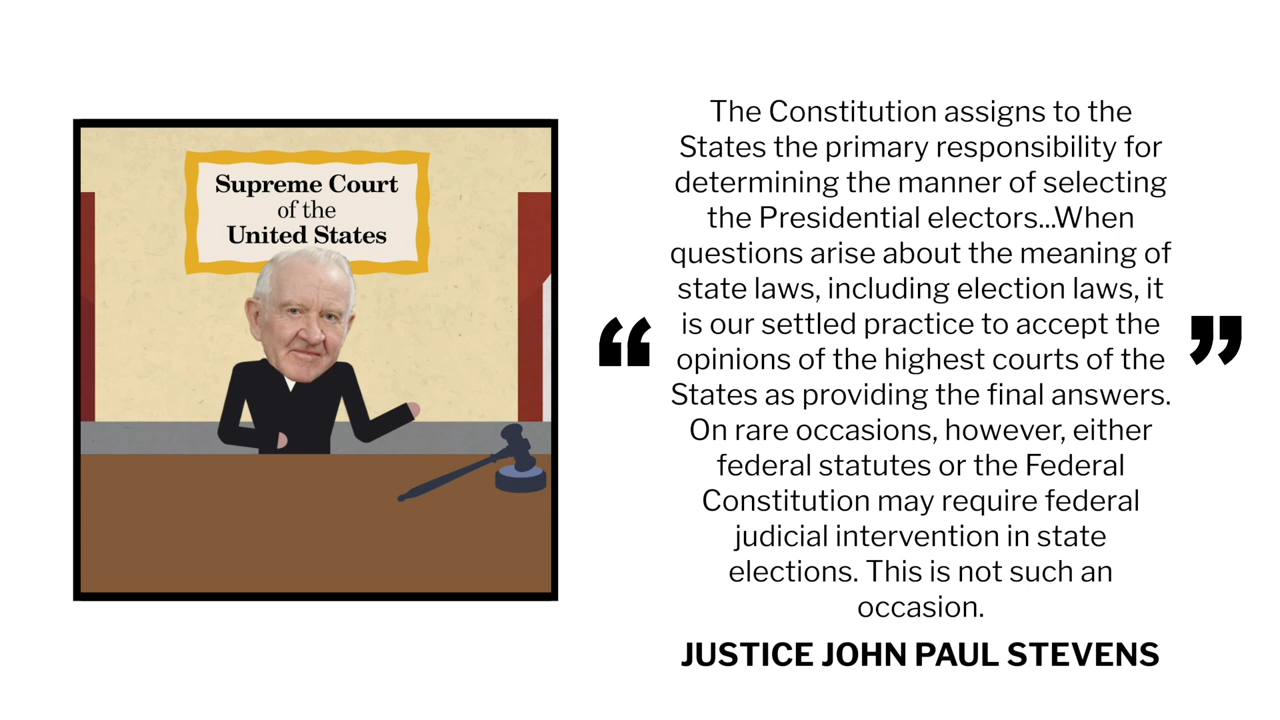 Supreme Court
of the
United States
“
The Constitution assigns to the
States the primary responsibility for
determining the manner of selecting
the Presidential electors...When
questions arise about the meaning of
state laws, including election laws, it
is our settled practice to accept the
opinions of the highest courts of the
States as providing the final answers.
On rare occasions, however, either
federal statutes or the Federal
Constitution may require federal
judicial intervention in state
elections. This is not such an
occasion.
”
JUSTICE JOHN PAUL STEVENS